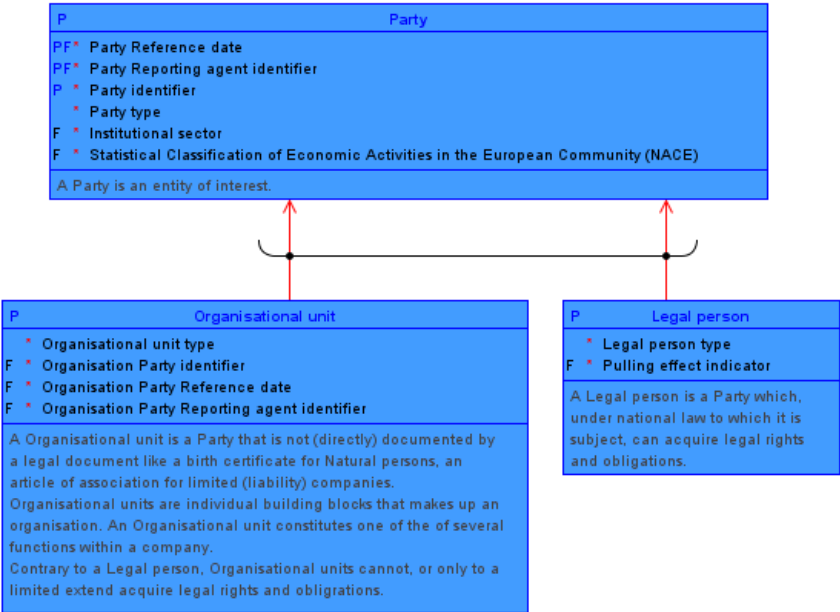 P Party
PF* Party Reference date
PF* Party Reporting agent identifier
P * Party identifier
* Party type
F * Institutional sector
F * Statistical Classification of Economic Activities in the European Community (NACE)
A Party is an entity of interest.
P Organisational unit
* Organisational unit type
F * Organisation Party identifier
F * Organisation Party Reference date
F * Organisation Party Reporting agent identifier
A Organisational unit is a Party that is not (directly) documented by
a legal document like a birth certificate for Natural persons, an
article of association for limited (liability) companies.
Organisational units are individual building blocks that makes up an
organisation. An Organisational unit constitutes one of the of several
functions within a company.
Contrary to a Legal person, Organisational units cannot, or only to a
limited extend acquire legal rights and obligrations.
P Legal person
* Legal person type
F * Pulling effect indicator
A Legal person is a Party which,
under national law to which it is
subject, can acquire legal rights
and obligations.